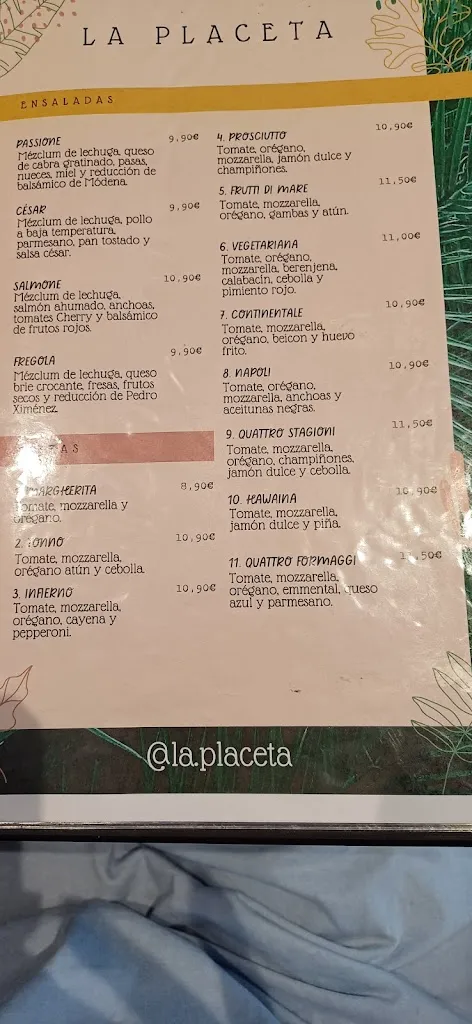 LA PLACETA
ENSALADAS
PASSIONE 9,90€
Mézclum de lechuga, queso
de cabra gratinado, pasas,
nueces, miel y reducción de
balsámico de Módena.
CÉSAR 9,90€
Mézclum de lechuga, pollo
a baja temperatura,
parmesano, pan tostado y
salsa césar.
SALMONE 10,90€
Mézclum de lechuga,
salmón ahumado, anchoas,
tomates Cherry y balsámico
de frutos rojos.
FREGOLA 9,90€
Mézclum de lechuga, queso
brie crocante, fresas, frutos
secos y reducción de Pedro
Ximénez.
MARGHERITA 8,90€
Tomate, mozzarella y
orégano.
2. TONNO 10,90€
Tomate, mozzarella,
orégano atún y cebolla.
3. INFIERNO 10,90€
Tomate, mozzarella,
orégano, cayena y
pepperoni.
4. PROSCIUTTO 10,90€
Tomate, orégano,
mozzarella, jamón dulce y
champiñones.
5. FRUTTI DI MARE 11,50€
Tomate, mozzarella,
orégano, gambas y atún.
6. VEGETARIANA 11,00€
Tomate, orégano,
mozzarella, berenjena,
calabacín, cebolla y
pimiento rojo.
7. CONTINENTALE 10,90€
Tomate, mozzarella,
orégano, beicon y huevo
frito.
8. NAPOLI 10,90€
Tomate, orégano,
mozzarella, anchoas y
aceitunas negras.
9. QUATTRO STAGIONI 11,50€
Tomate, mozzarella,
orégano, champiñones,
jamón dulce y cebolla.
10. HAWAINA 10,90€
Tomate, mozzarella,
jamón dulce y piña.
11. QUATTRO FORMAGGI
Tomate, mozzarella,
orégano, emmental, queso
azul y parmesano.
@la.placeta